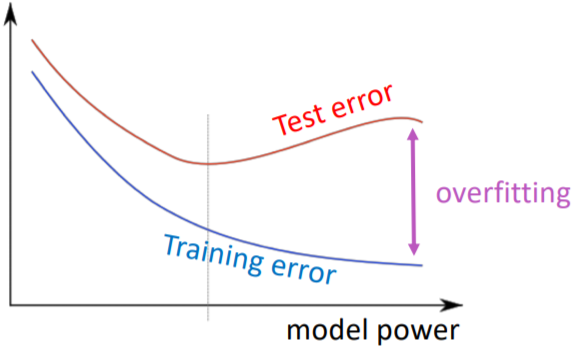 Test error
overfitting
Training error
model power